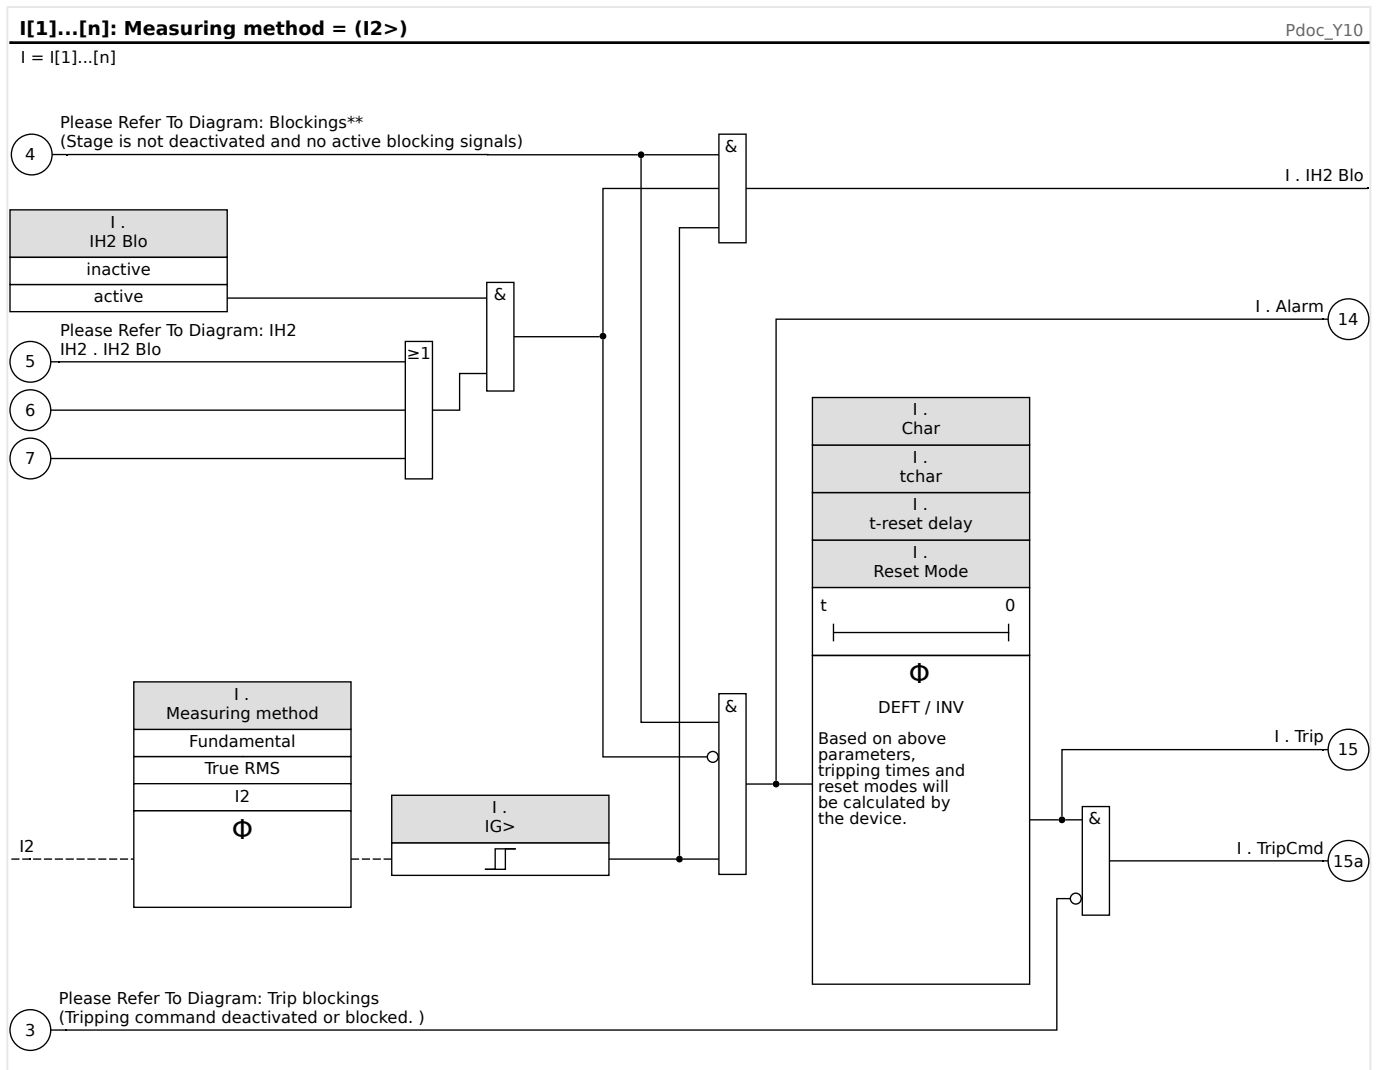 I[1]...[n]: Measuring method = (I2>)
Pdoc_Y10
I = I[1]...[n]
Please Refer To Diagram: Blockings**
(Stage is not deactivated and no active blocking signals)
4
&
I . IH2 Blo
I .
IH2 Blo
inactive
active
&
I . Alarm
14
Please Refer To Diagram: IH2
IH2 . IH2 Blo
5
≥1
6
7
I .
Char
I .
tchar
I .
t-reset delay
I .
Reset Mode
t 0
Φ
DEFT / INV
Based on above
parameters,
tripping times and
reset modes will
be calculated by
the device.
I .
Measuring method
Fundamental
True RMS
I2
Φ
I2
I .
IG>
&
I . Trip
15
&
I . TripCmd
15a
Please Refer To Diagram: Trip blockings
(Tripping command deactivated or blocked. )
3